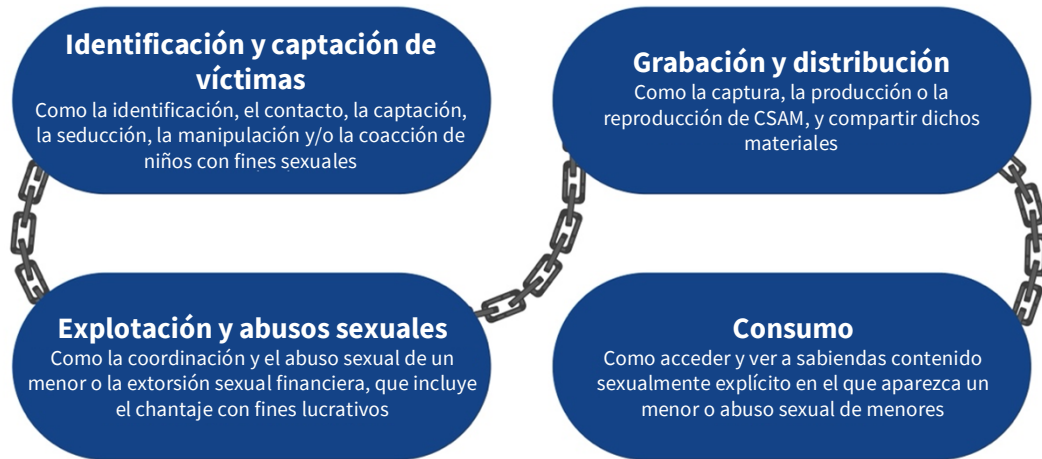 Identificación y captación de
víctimas
Como la identificación, el contacto, la captación,
la seducción, la manipulación y/o la coacción de
niños con fines sexuales
Explotación y abusos sexuales
Como la coordinación y el abuso sexual de un
menor o la extorsión sexual financiera, que incluye
el chantaje con fines lucrativos
Grabación y distribución
Como la captura, la producción o la
reproducción de CSAM, y compartir dichos
materiales
Consumo
Como acceder y ver a sabiendas contenido
sexualmente explícito en el que aparezca un
menor o abuso sexual de menores